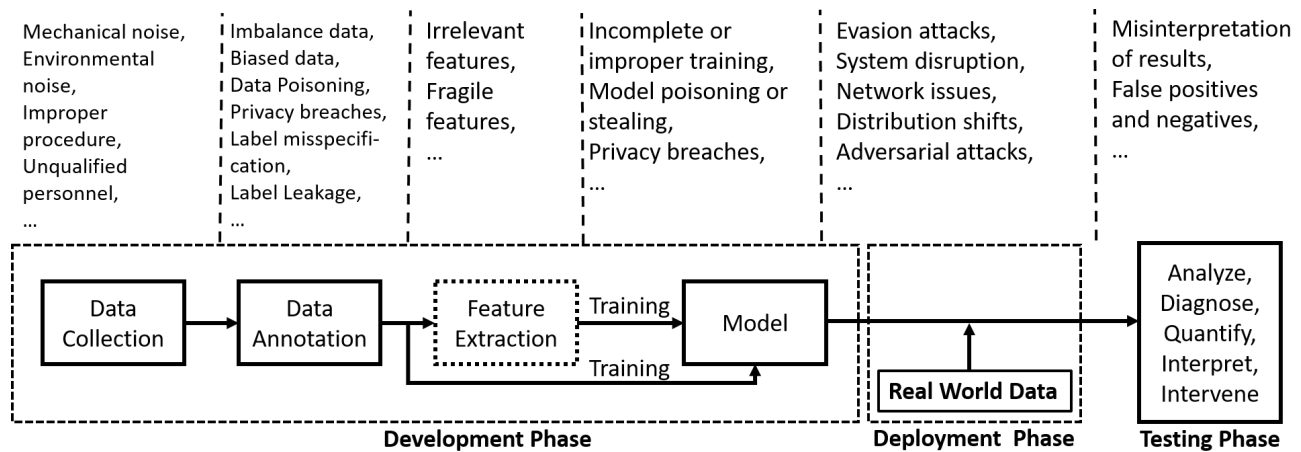 Mechanical noise,
Environmental
noise,
Improper
procedure,
Unqualified
personnel,
...
Imbalance data,
Biased data,
Data Poisoning,
Privacy breaches,
Label misspecifi-
cation,
Label Leakage,
...
Irrelevant
features,
Fragile
features,
...
Incomplete or
improper training,
Model poisoning or
stealing,
Privacy breaches,
...
Evasion attacks,
System disruption,
Network issues,
Distribution shifts,
Adversarial attacks,
...
Misinterpretation
of results,
False positives
and negatives,
...
Data
Collection
Data
Annotation
Feature
Extraction
Training
Training
Model
Real World Data
Analyze,
Diagnose,
Quantify,
Interpret,
Intervene
Development Phase
Deployment Phase
Testing Phase